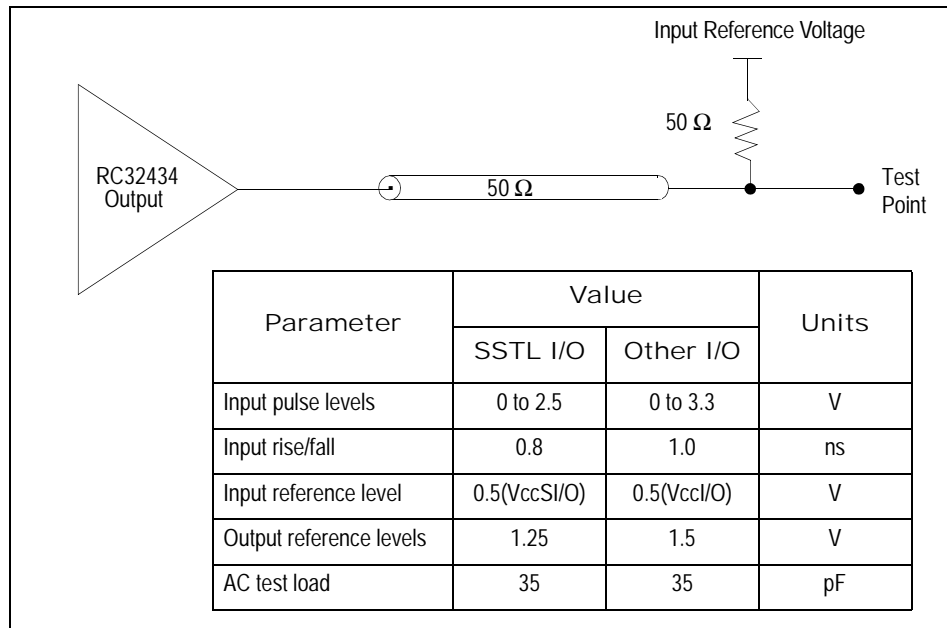 Input Reference Voltage
50 Ω
RC32434
Output
50 Ω
Test
Point
Parameter
Value
Units
SSTL I/O
Other I/O
Input pulse levels 0 to 2.5 0 to 3.3 V
Input rise/fall 0.8 1.0 ns
Input reference level 0.5(VccSI/O) 0.5(VccI/O) V
Output reference levels 1.25 1.5 V
AC test load 35 35 pF